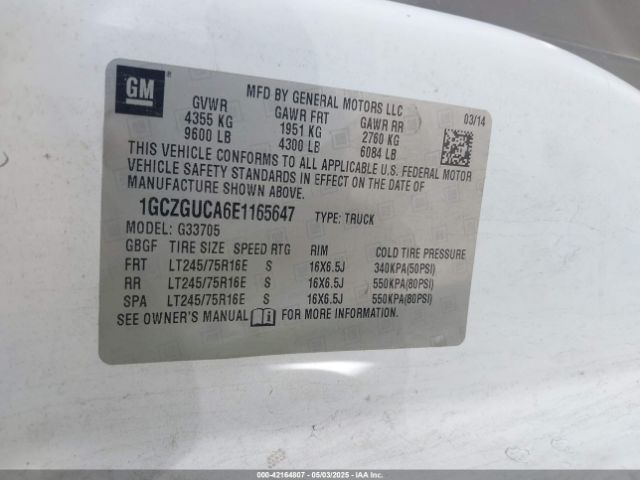 GM
MFD BY GENERAL MOTORS LLC
03/14
GVWR GAWR FRT GAWR RR
4355 KG 1951 KG 2760 KG
9600 LB 4300 LB 6084 LB
THIS VEHICLE CONFORMS TO ALL APPLICABLE U.S. FEDERAL MOTOR
VEHICLE SAFETY STANDARDS IN EFFECT ON THE DATE OF
MANUFACTURE SHOWN ABOVE.
1GCZGUCA6E1165647 TYPE: TRUCK
MODEL: G33705
GBGF TIRE SIZE SPEED RTG RIM COLD TIRE PRESSURE
FRT LT245/75R16E S 16X6.5J 340KPA(50PSI)
RR LT245/75R16E S 16X6.5J 550KPA(80PSI)
SPA LT245/75R16E S 16X6.5J 550KPA(80PSI)
SEE OWNER'S MANUAL FOR MORE INFORMATION.
000-42164807 - 05/03/2025 - IAAI.com